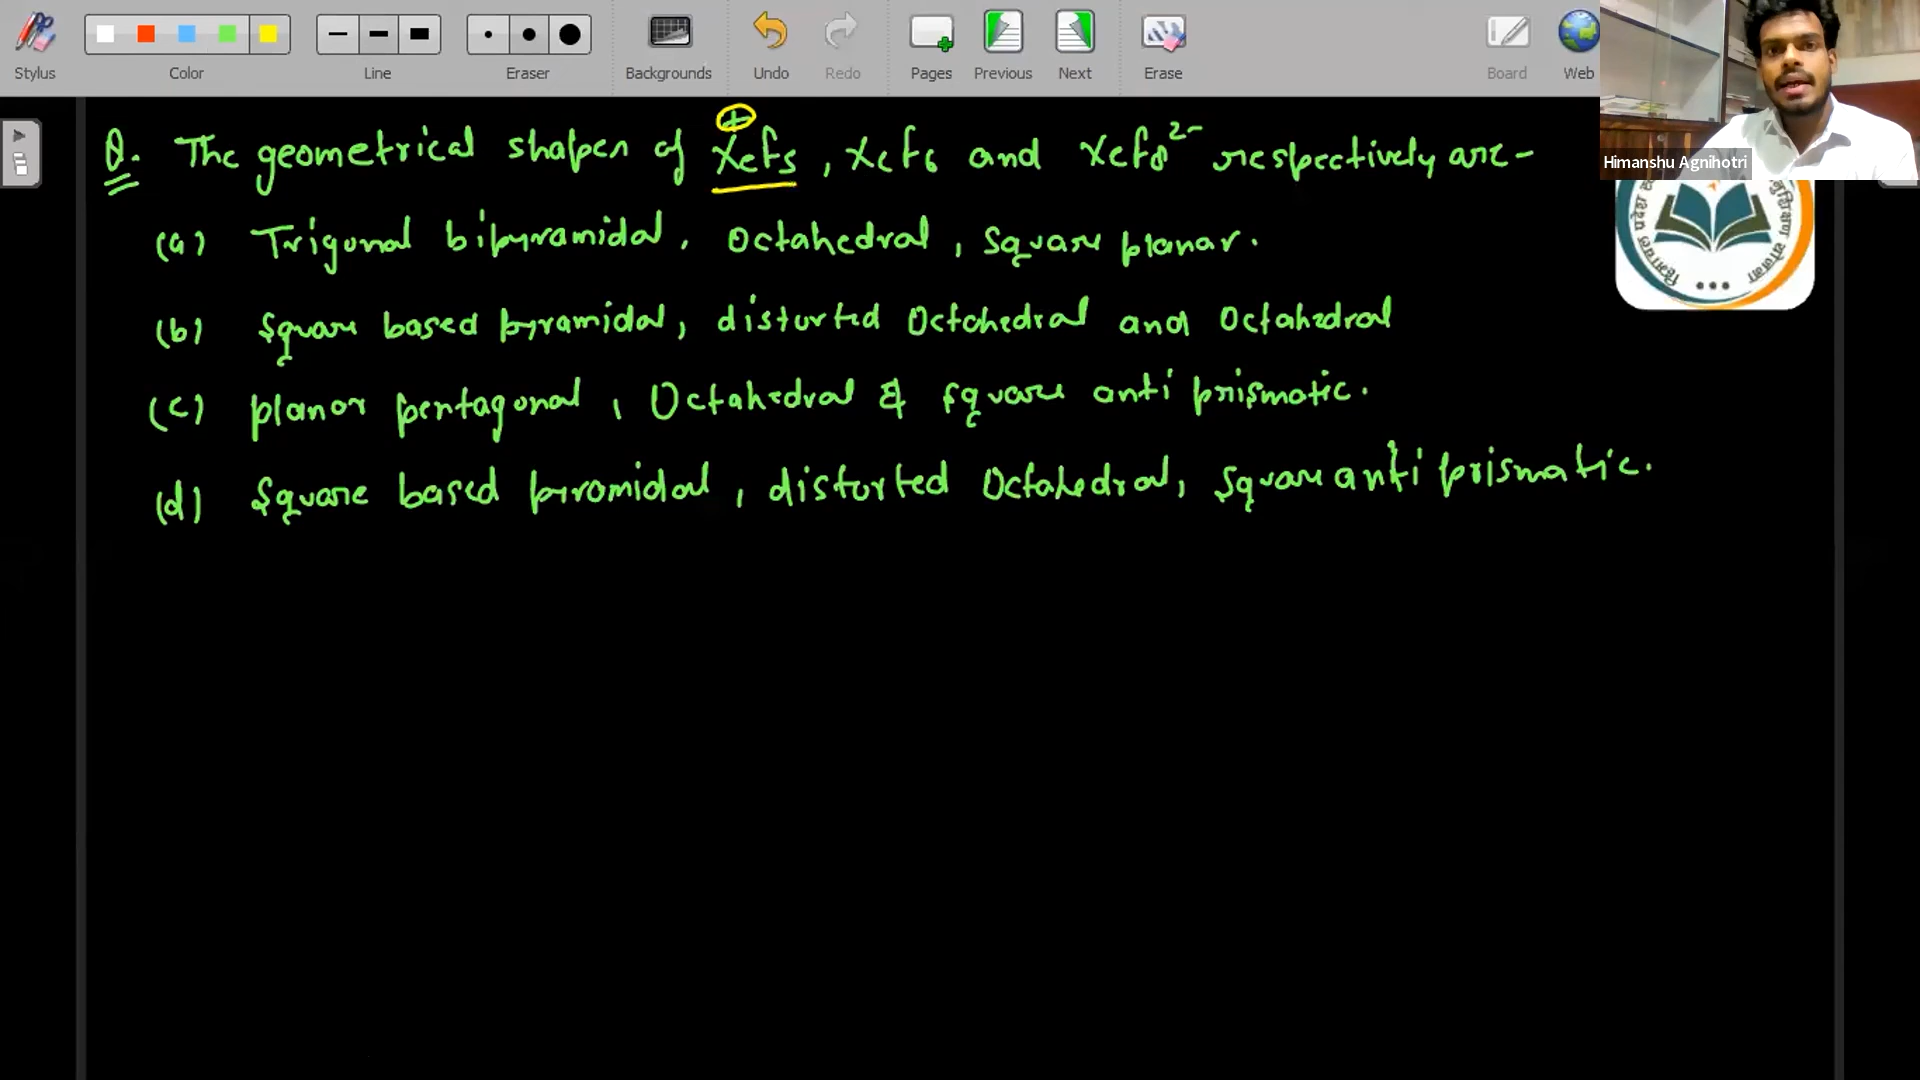 Stylus Color Line Eraser Backgrounds Undo Redo Pages Previous Next Erase Board Web
Himanshu Agnihotri
Q. The geometrical shapes of XeF5⊕, XeF6 and XeF8²⁻ respectively are-
(a) Trigonal bipyramidal, Octahedral, Square planar.
(b) Square based pyramidal, distorted Octahedral and Octahedral
(c) planar pentagonal, Octahedral & square anti prismatic.
(d) Square based pyramidal, distorted Octahedral, Square anti prismatic.